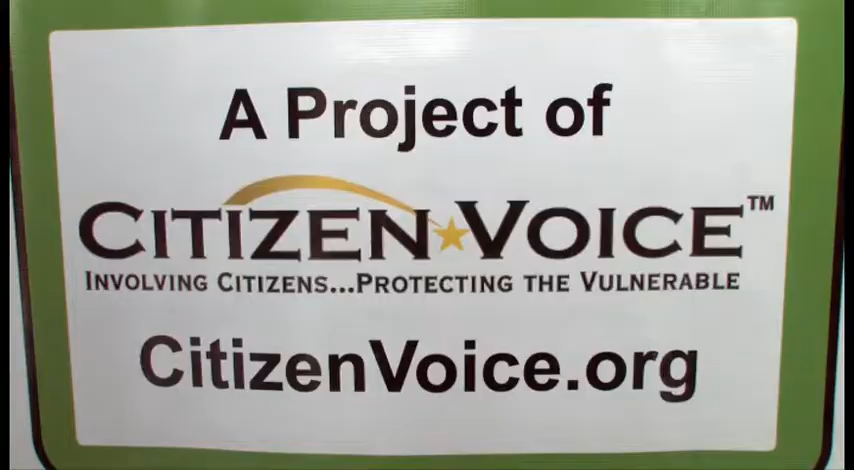 A Project of
CITIZEN VOICE™
INVOLVING CITIZENS...PROTECTING THE VULNERABLE
CitizenVoice.org